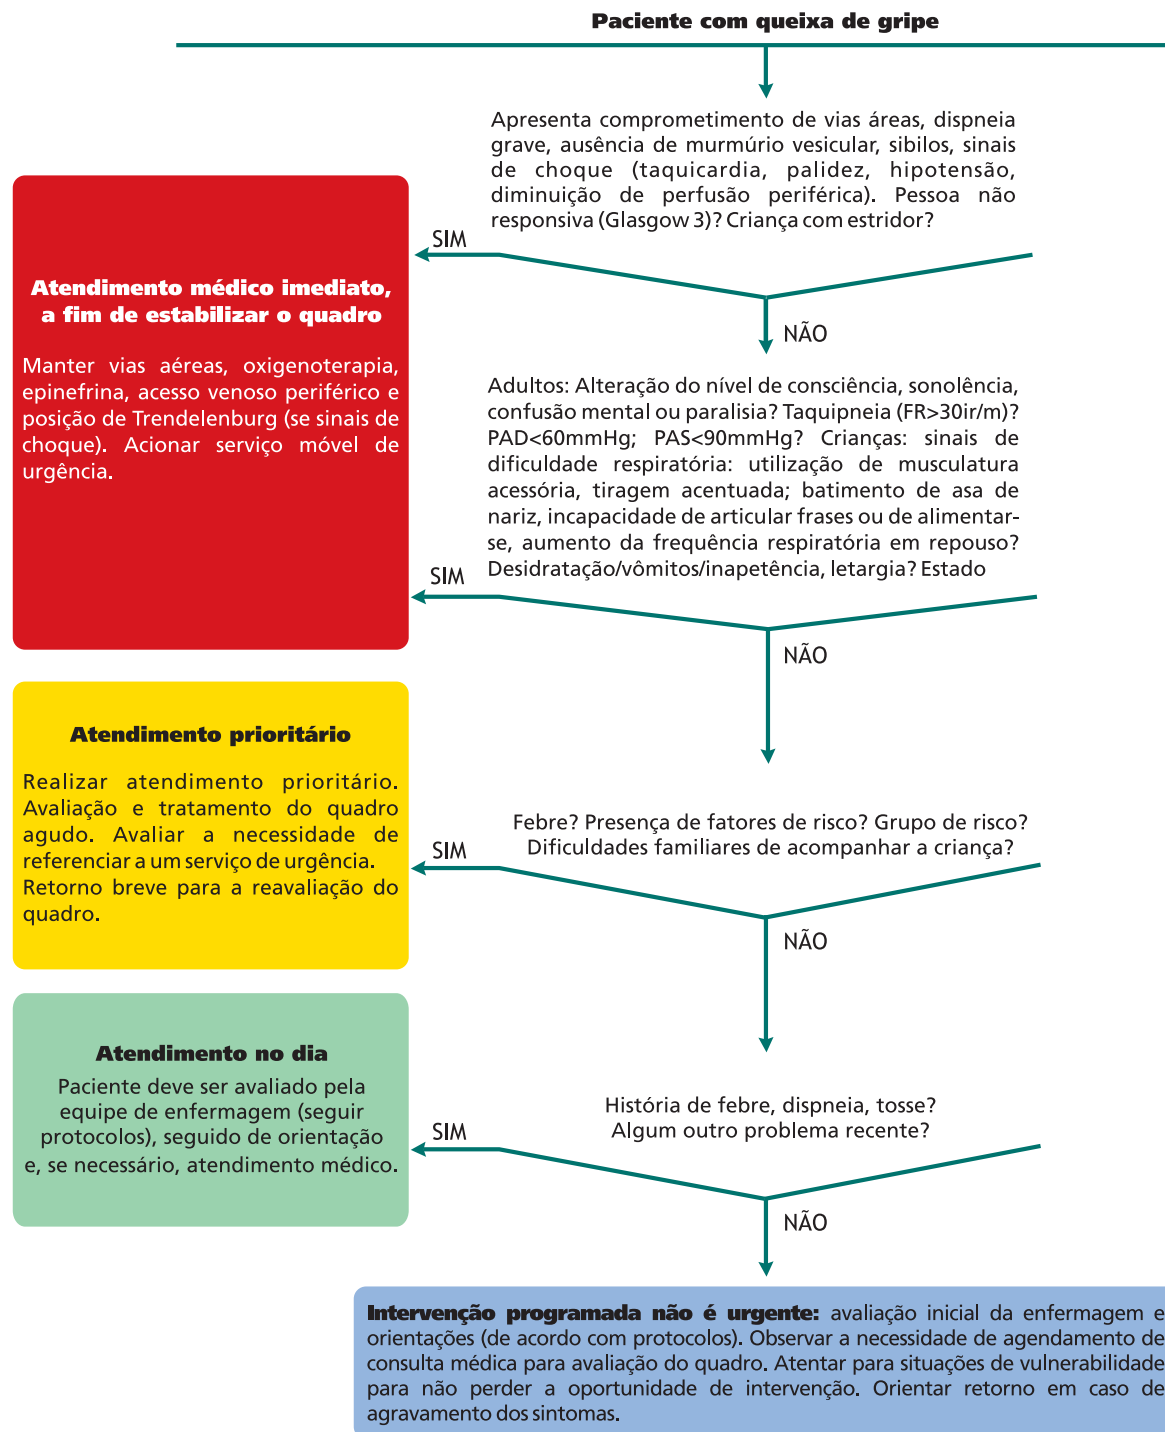 Paciente com queixa de gripe
Apresenta comprometimento de vias áreas, dispneia
grave, ausência de murmúrio vesicular, sibilos, sinais
de choque (taquicardia, palidez, hipotensão,
diminuição de perfusão periférica). Pessoa não
responsiva (Glasgow 3)? Criança com estridor?
SIM
NÃO
Atendimento médico imediato,
a fim de estabilizar o quadro
Manter vias aéreas, oxigenoterapia,
epinefrina, acesso venoso periférico e
posição de Trendelenburg (se sinais de
choque). Acionar serviço móvel de
urgência.
Adultos: Alteração do nível de consciência, sonolência,
confusão mental ou paralisia? Taquipneia (FR>30ir/m)?
PAD<60mmHg; PAS<90mmHg? Crianças: sinais de
dificuldade respiratória: utilização de musculatura
acessória, tiragem acentuada; batimento de asa de
nariz, incapacidade de articular frases ou de alimentar-
se, aumento da frequência respiratória em repouso?
Desidratação/vômitos/inapetência, letargia? Estado
SIM
NÃO
Atendimento prioritário
Realizar atendimento prioritário.
Avaliação e tratamento do quadro
agudo. Avaliar a necessidade de
referenciar a um serviço de urgência.
Retorno breve para a reavaliação do
quadro.
Febre? Presença de fatores de risco? Grupo de risco?
Dificuldades familiares de acompanhar a criança?
SIM
NÃO
Atendimento no dia
Paciente deve ser avaliado pela
equipe de enfermagem (seguir
protocolos), seguido de orientação
e, se necessário, atendimento médico.
História de febre, dispneia, tosse?
Algum outro problema recente?
SIM
NÃO
Intervenção programada não é urgente: avaliação inicial da enfermagem e
orientações (de acordo com protocolos). Observar a necessidade de agendamento de
consulta médica para avaliação do quadro. Atentar para situações de vulnerabilidade
para não perder a oportunidade de intervenção. Orientar retorno em caso de
agravamento dos sintomas.